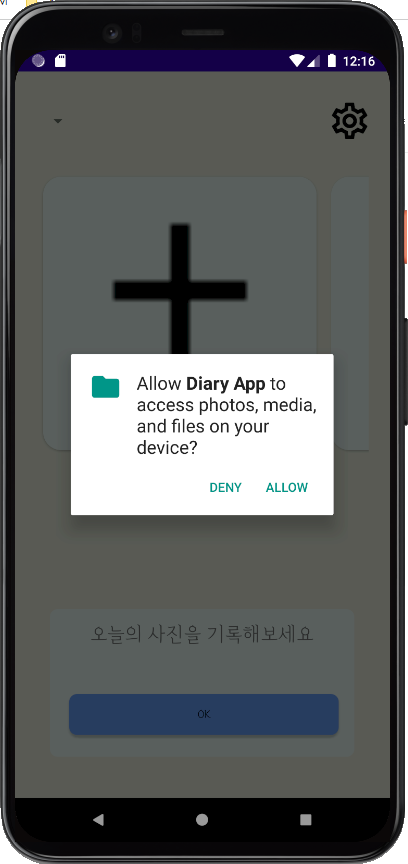 12:16
Allow Diary App to
access photos, media,
and files on your
device?
DENY ALLOW
오늘의 사진을 기록해보세요
OK